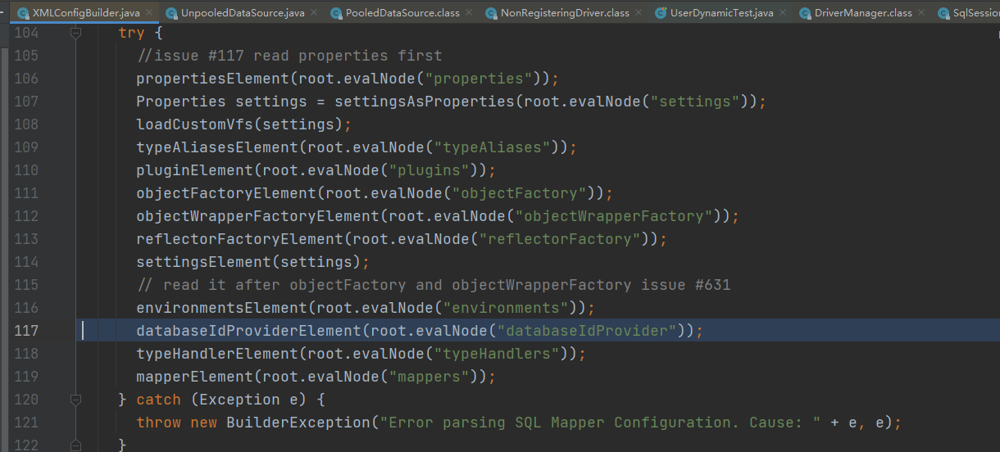 XMLConfigBuilder.java × UnpooledDataSource.java × PooledDataSource.class × NonRegisteringDriver.class × UserDynamicTest.java × DriverManager.class × SqlSession
104 try {
105 //issue #117 read properties first
106 propertiesElement(root.evalNode("properties"));
107 Properties settings = settingsAsProperties(root.evalNode("settings"));
108 loadCustomVfs(settings);
109 typeAliasesElement(root.evalNode("typeAliases"));
110 pluginElement(root.evalNode("plugins"));
111 objectFactoryElement(root.evalNode("objectFactory"));
112 objectWrapperFactoryElement(root.evalNode("objectWrapperFactory"));
113 reflectorFactoryElement(root.evalNode("reflectorFactory"));
114 settingsElement(settings);
115 // read it after objectFactory and objectWrapperFactory issue #631
116 environmentsElement(root.evalNode("environments"));
117 databaseIdProviderElement(root.evalNode("databaseIdProvider"));
118 typeHandlerElement(root.evalNode("typeHandlers"));
119 mapperElement(root.evalNode("mappers"));
120 } catch (Exception e) {
121 throw new BuilderException("Error parsing SQL Mapper Configuration. Cause: " + e, e);
122 }